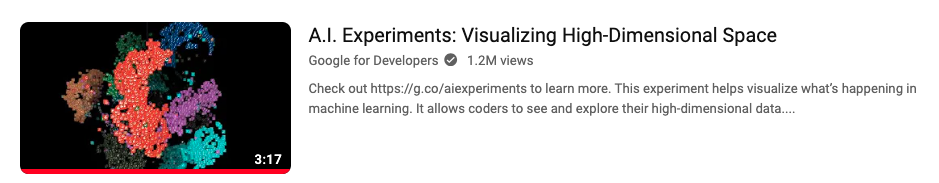 A.I. Experiments: Visualizing High-Dimensional Space
Google for Developers 1.2M views
Check out https://g.co/aiexperiments to learn more. This experiment helps visualize what's happening in
machine learning. It allows coders to see and explore their high-dimensional data....
3:17